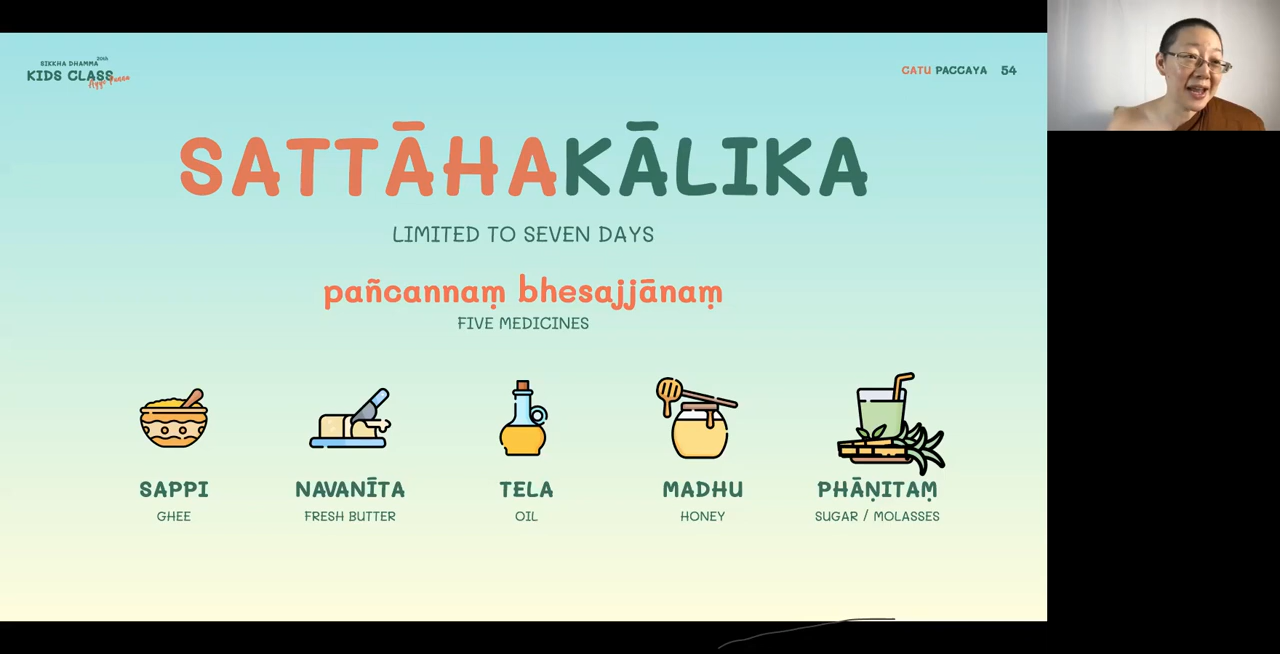 SIKKHA DHAMMA 20th
KIDS CLASS
CATU PACCAYA 54
SATTĀHAKĀLIKA
LIMITED TO SEVEN DAYS
pañcannaṃ bhesajjānaṃ
FIVE MEDICINES
SAPPI NAVANĪTA TELA MADHU PHĀṆITAṂ
GHEE FRESH BUTTER OIL HONEY SUGAR / MOLASSES